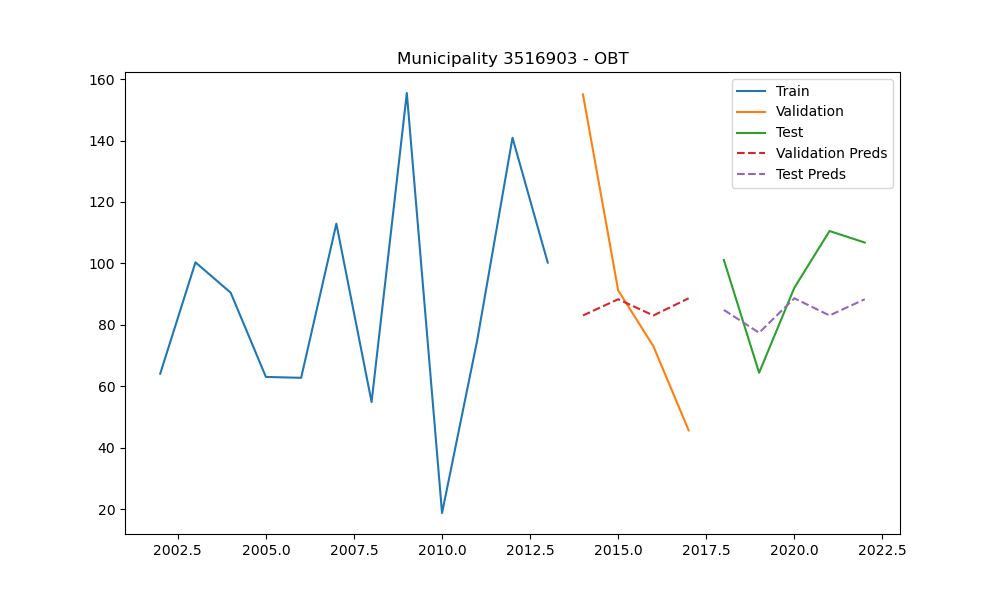 Municipality 3516903 - OBT
160
140
120
100
80
60
40
20
Train
Validation
Test
Validation Preds
Test Preds
2002.5 2005.0 2007.5 2010.0 2012.5 2015.0 2017.5 2020.0 2022.5